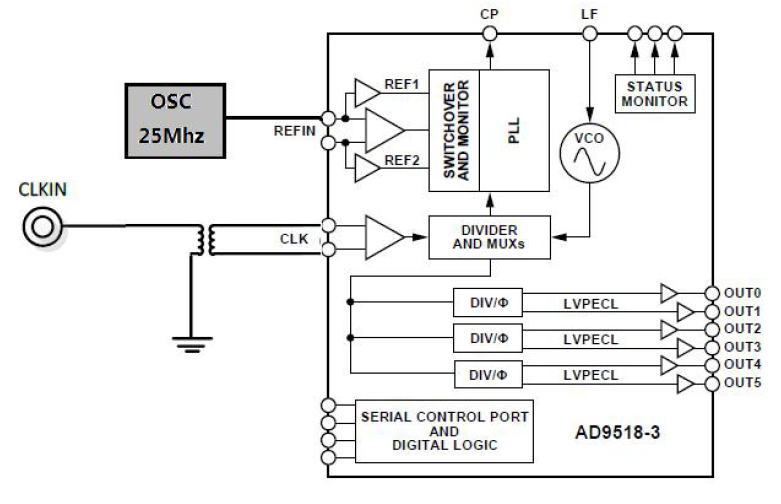 CP
LF
OSC
25Mhz
REFIN
REF1
REF2
SWITCHOVER
AND MONITOR
PLL
STATUS
MONITOR
VCO
CLKIN
CLK
DIVIDER
AND MUXs
DIV/Φ
LVPECL
OUT0
OUT1
DIV/Φ
LVPECL
OUT2
OUT3
DIV/Φ
LVPECL
OUT4
OUT5
SERIAL CONTROL PORT
AND
DIGITAL LOGIC
AD9518-3